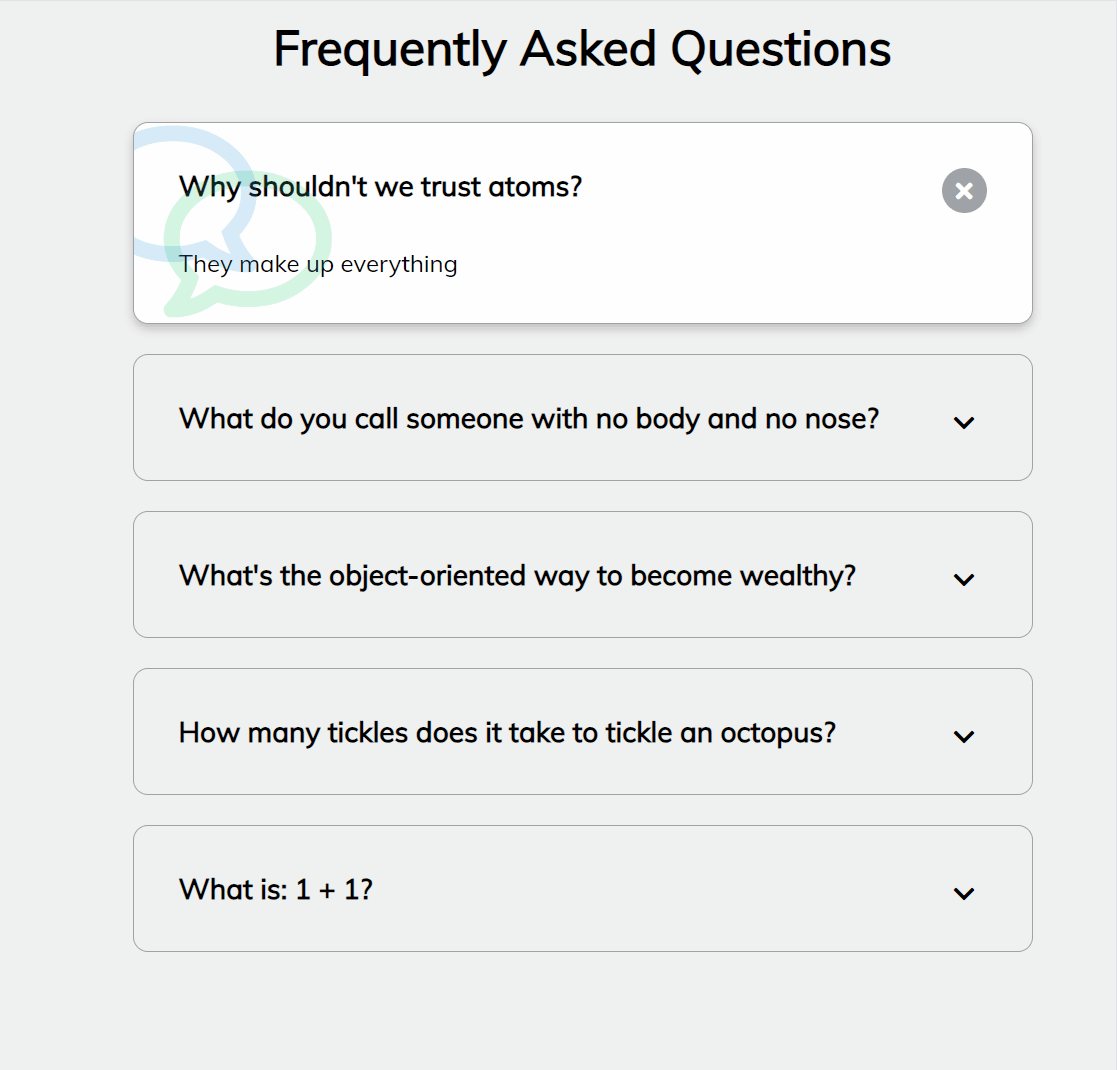 Frequently Asked Questions
Why shouldn't we trust atoms?
They make up everything
What do you call someone with no body and no nose?
What's the object-oriented way to become wealthy?
How many tickles does it take to tickle an octopus?
What is: 1 + 1?